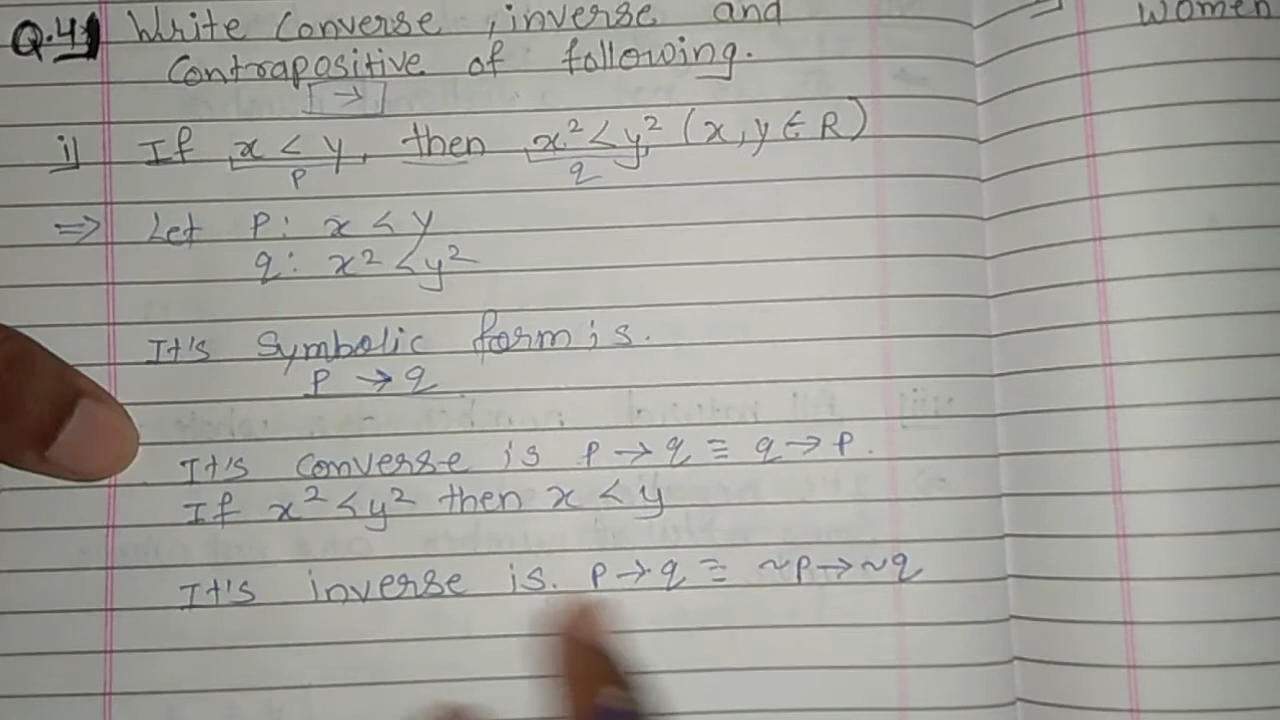 Q.4) Write Converse, inverse and
Contrapositive of following.
[→]
i) If x < y, then x² < y² (x, y ∈ R)
p q
⇒ Let p: x < y
q: x² < y²
It's symbolic form is.
p → q
It's converse is p → q ≡ q → p.
If x² < y² then x < y
It's inverse is. p → q ≡ ~p → ~q
⇒ women